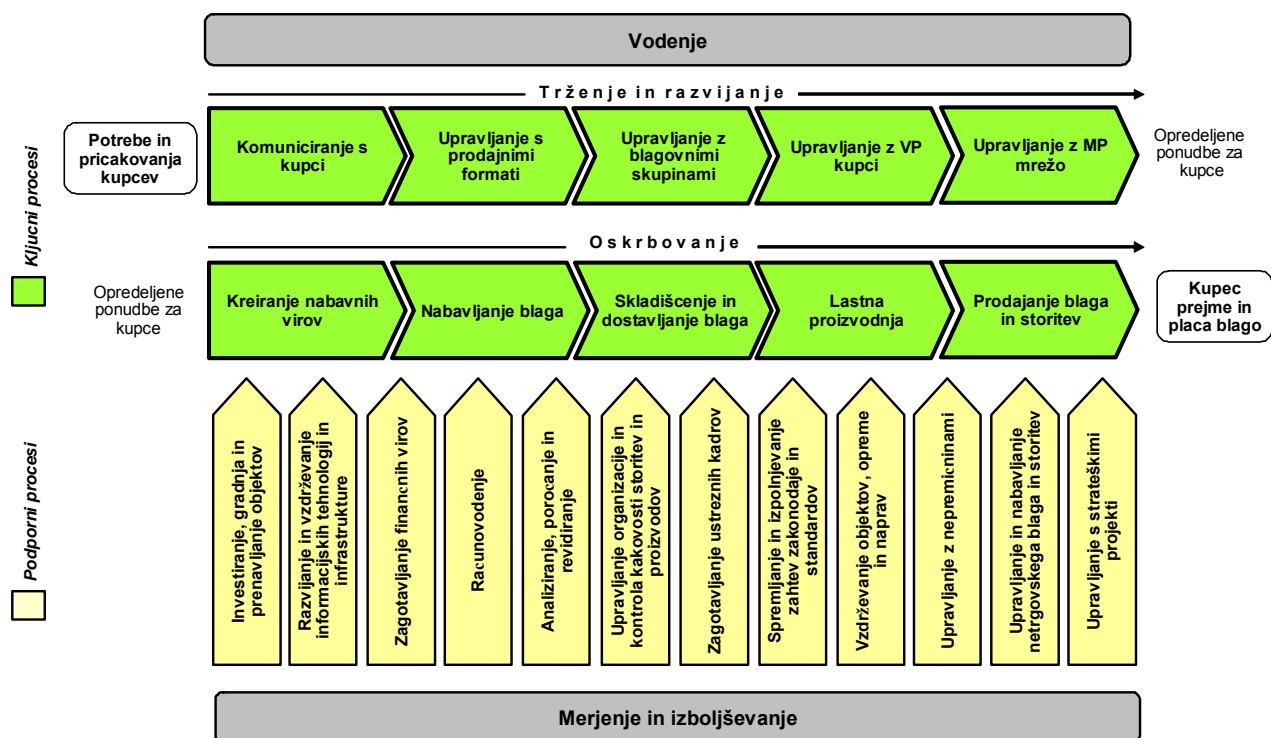 Vodenje
Trženje in razvijanje
Potrebe in
pricakovanja
kupcev
Komuniciranje s
kupci
Upravljanje s
prodajnimi
formati
Upravljanje z
blagovnimi
skupinami
Upravljanje z VP
kupci
Upravljanje z MP
mrežo
Opredeljene
ponudbe za
kupce
Kljucni procesi
Oskrbovanje
Opredeljene
ponudbe za
kupce
Kreiranje nabavnih
virov
Nabavljanje blaga
Skladišcenje in
dostavljanje blaga
Lastna
proizvodnja
Prodajanje blaga
in storitev
Kupec
prejme in
placa blago
Podporni procesi
Investiranje, gradnja in
prenavljanje objektov
Razvijanje in vzdrževanje
informacijskih tehnologij in
infrastrukture
Zagotavljanje financnih virov
Racunovodenje
Analiziranje, porocanje in
revidiranje
Upravljanje organizacije in
kontrola kakovosti storitev in
proizvodov
Zagotavljanje ustreznih kadrov
Spremljanje in izpolnjevanje
zahtev zakonodaje in
standardov
Vzdrževanje objektov, opreme
in naprav
Upravljanje z nepremicninami
Upravljanje in nabavljanje
netrgovskega blaga in storitev
Upravljanje s strateškimi
projekti
Merjenje in izboljševanje